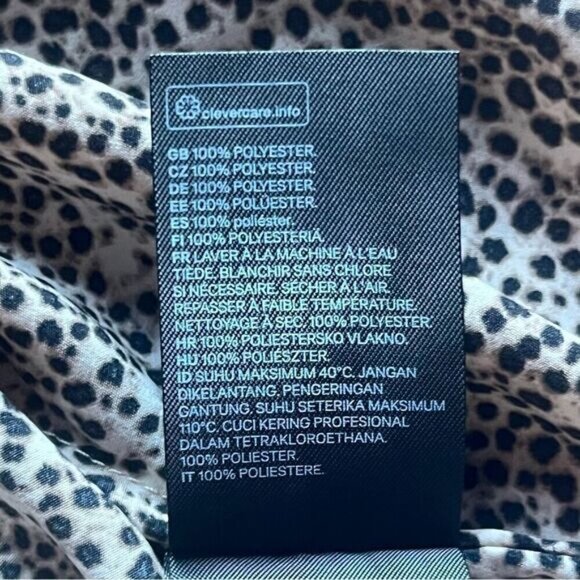 clevercare.info
GB 100% POLYESTER
CZ 100% POLYESTER.
DE 100% POLYESTER.
EE 100% POLÜESTER.
ES 100% poliéster.
FI 100% POLYESTERIÄ
FR LAVER À LA MACHINE À L'EAU
TIÈDE. BLANCHIR SANS CHLORE
SI NÉCESSAIRE. SÉCHER À L'AIR.
REPASSER À FAIBLE TEMPÉRATURE.
NETTOYAGE À SEC. 100% POLYESTER.
HR 100% POLIESTERSKO VLAKNO.
HU 100% POLIÉSZTER.
ID SUHU MAKSIMUM 40°C. JANGAN
DIKELANTANG. PENGERINGAN
GANTUNG. SUHU SETERIKA MAKSIMUM
110°C. CUCI KERING PROFESIONAL
DALAM TETRAKLOROETHANA.
100% POLIESTER.
IT 100% POLIESTERE.